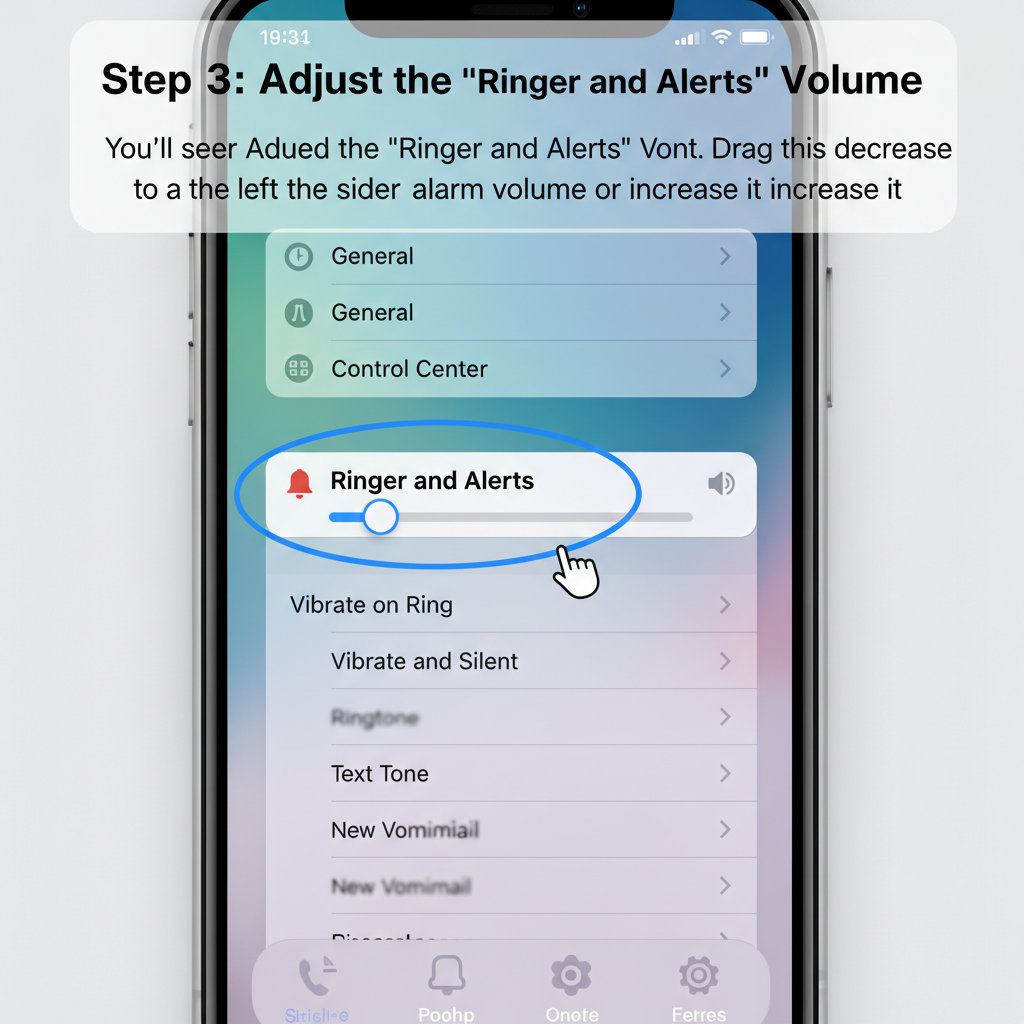 19:31
Step 3: Adjust the "Ringer and Alerts" Volume
You'll seer Adued the "Ringer and Alerts" Vont. Drag this decrease
to a the left the sider alarm volume or increase it increase it
General
General
Control Center
Ringer and Alerts
Vibrate on Ring
Vibrate and Silent
Ringtone
Text Tone
New Vomimiail
New Vomimail
Poohp
Onote
Ferres